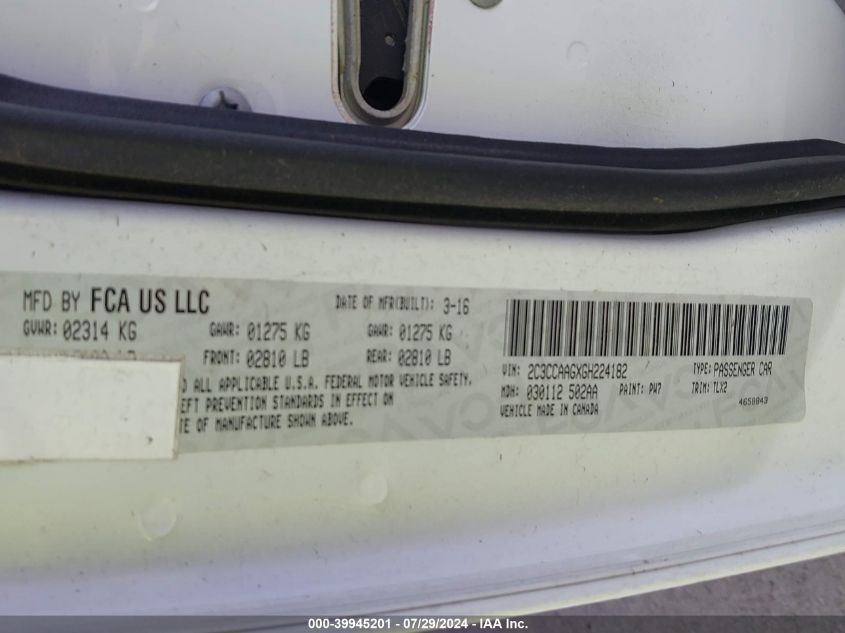 MFD BY FCA US LLC
DATE OF MFR(BUILT): 3-16
GVWR: 02314 KG
GAWR: 01275 KG
GAWR: 01275 KG
FRONT: 02810 LB
REAR: 02810 LB
ALL APPLICABLE U.S.A. FEDERAL MOTOR VEHICLE SAFETY,
EFT PREVENTION STANDARDS IN EFFECT ON
TE OF MANUFACTURE SHOWN ABOVE.
VIN: 2C3CCAAGXGH224182
TYPE: PASSENGER CAR
MDH: 030112 502AA
PAINT: PW7
TRIM: TLX2
VEHICLE MADE IN CANADA
4658843
000-39945201 - 07/29/2024 - IAA Inc.